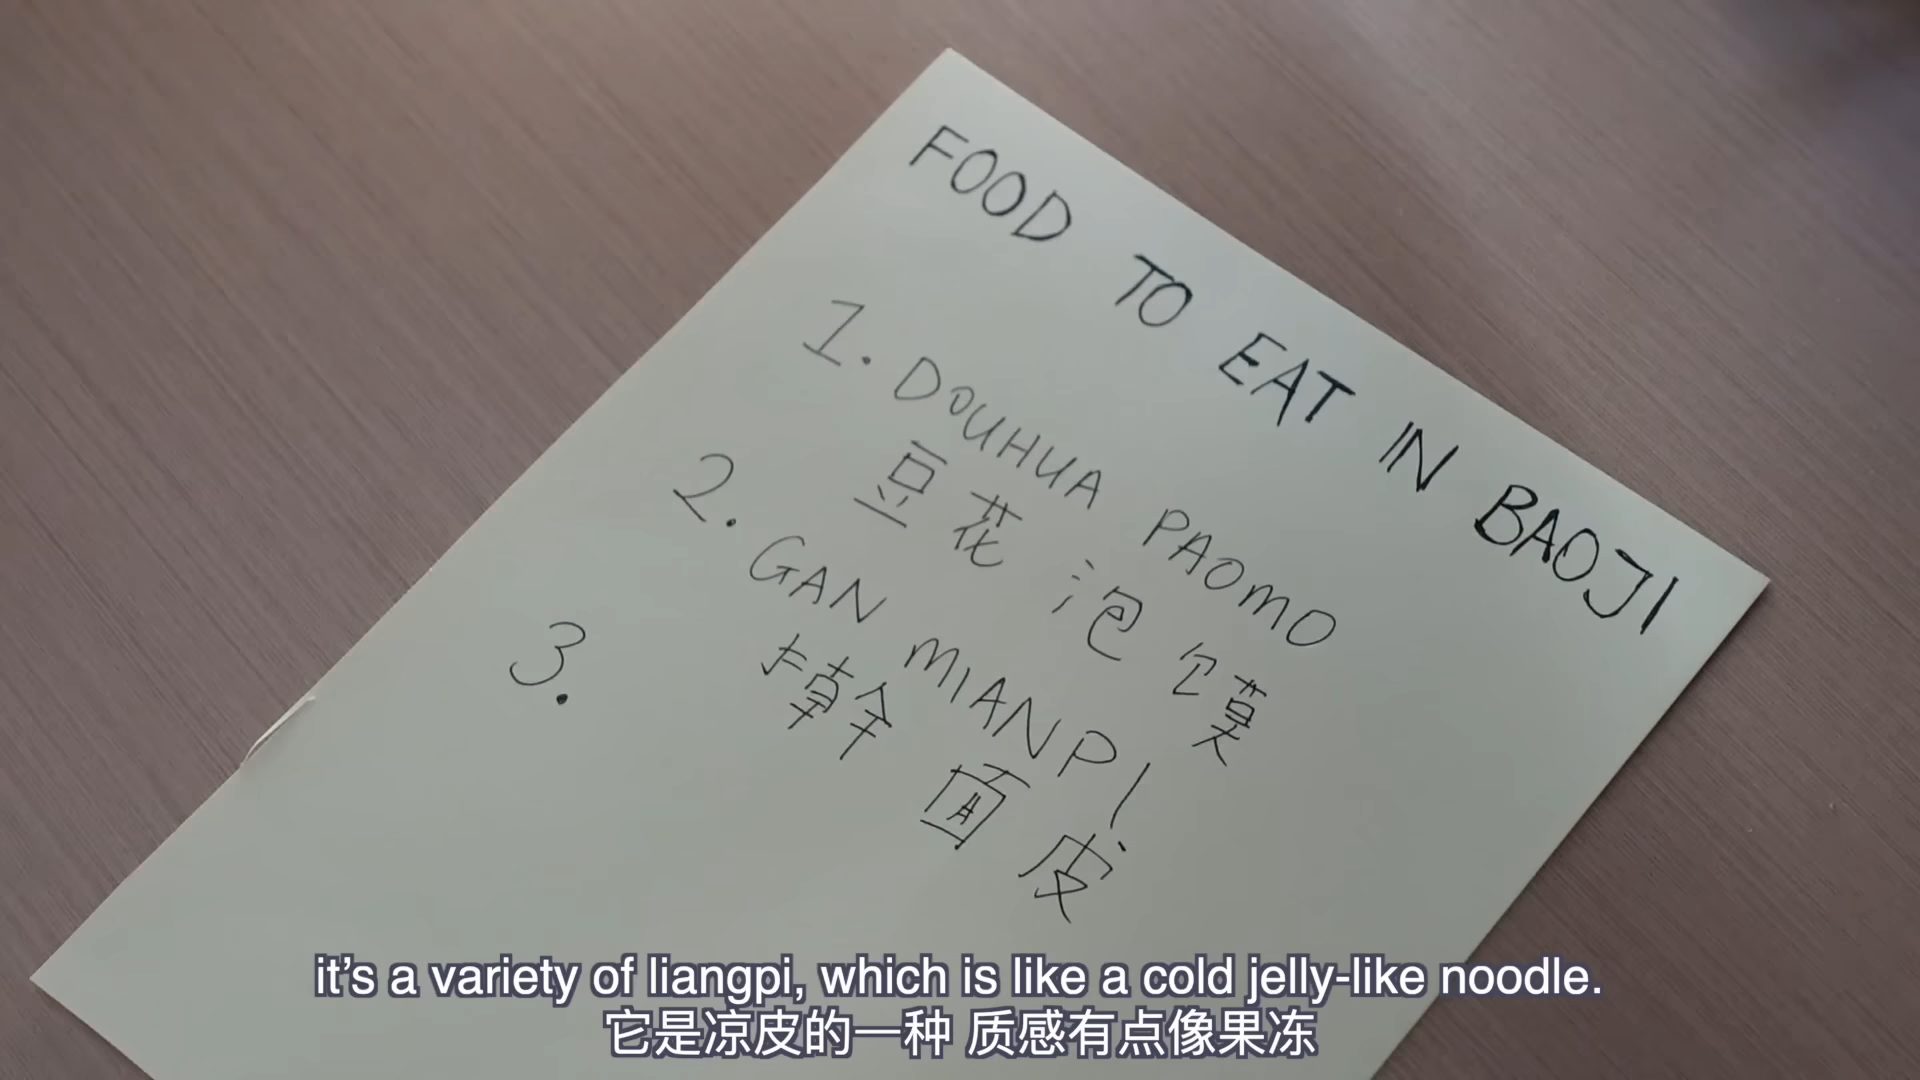 FOOD TO EAT IN BAOJI
1. DOUHUA PAOMO
豆花泡馍
2. GAN MIANPI
擀面皮
3.
it's a variety of liangpi, which is like a cold jelly-like noodle.
它是凉皮的一种 质感有点像果冻